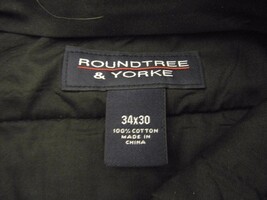 ROUNDTREE
& YORKE
34x30
100% COTTON
MADE IN
CHINA